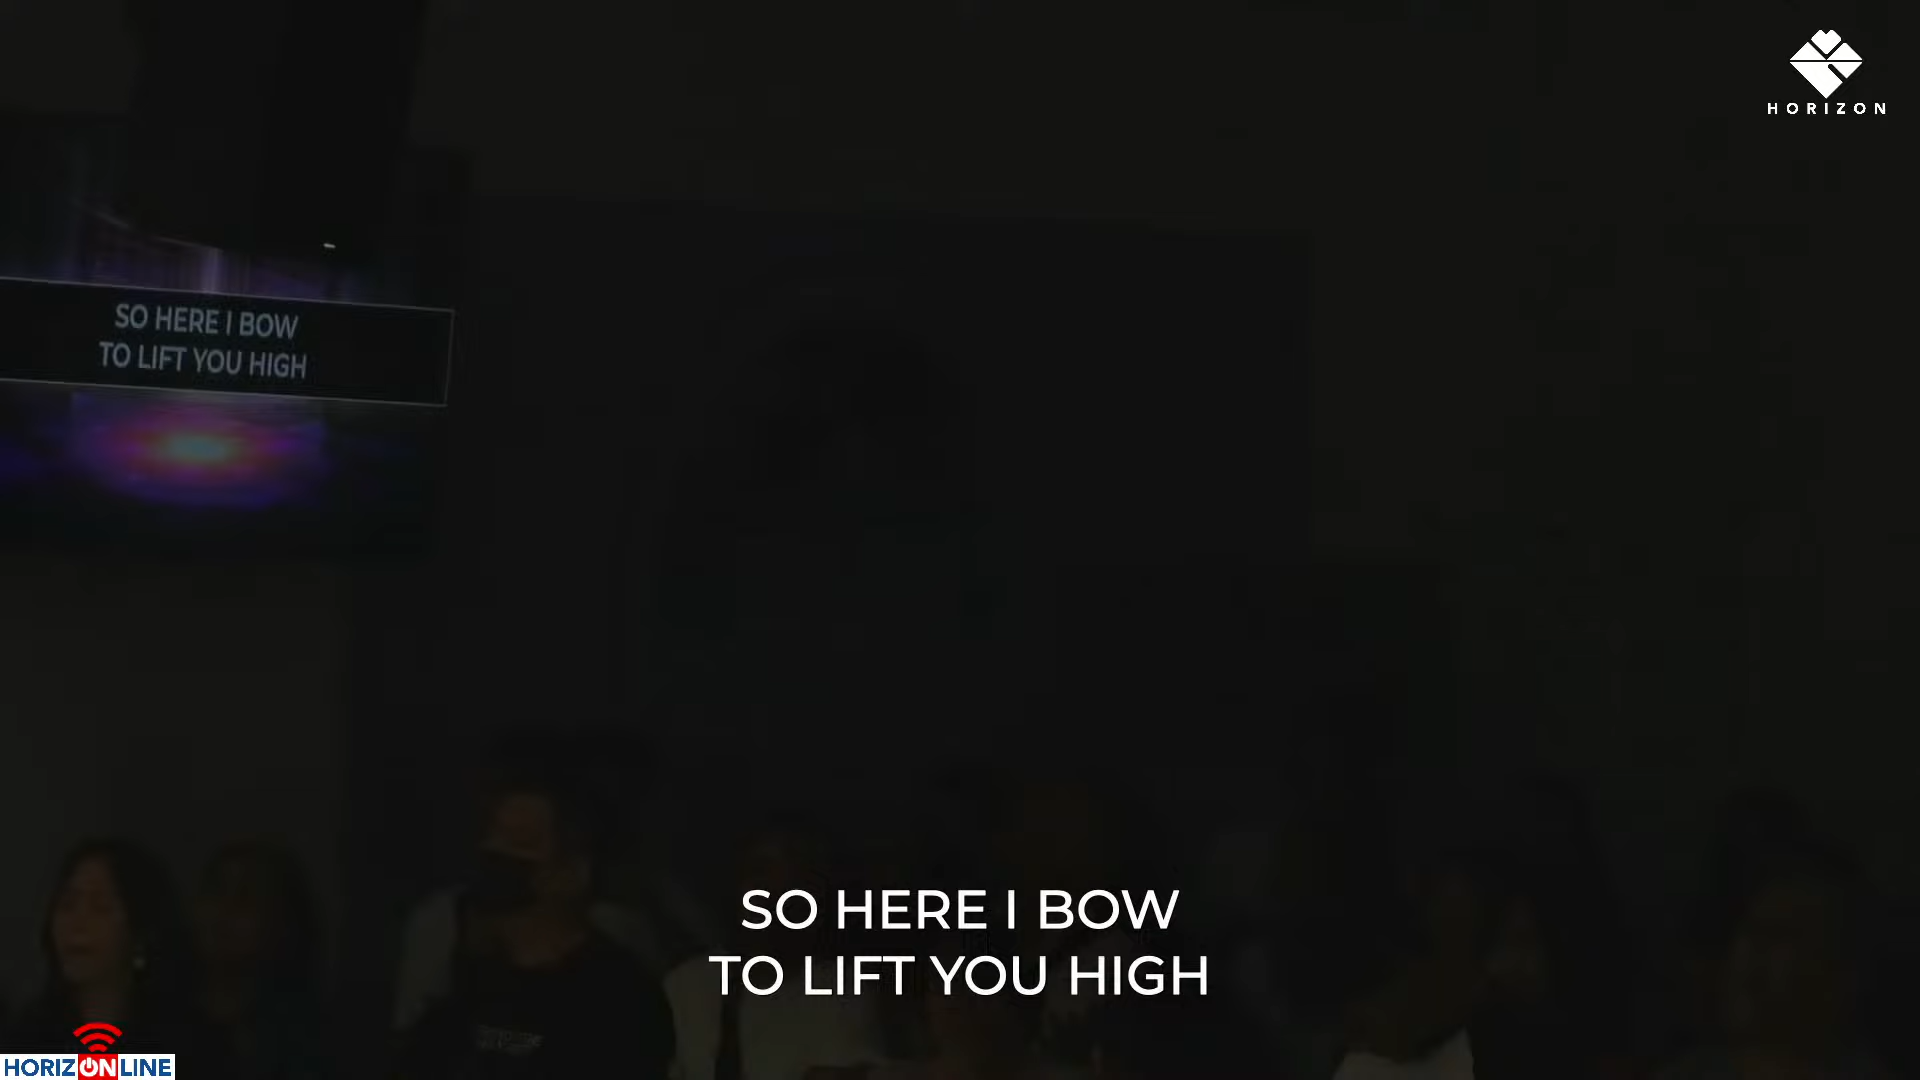 HORIZON
SO HERE I BOW
TO LIFT YOU HIGH
SO HERE I BOW
TO LIFT YOU HIGH
HORIZONLINE